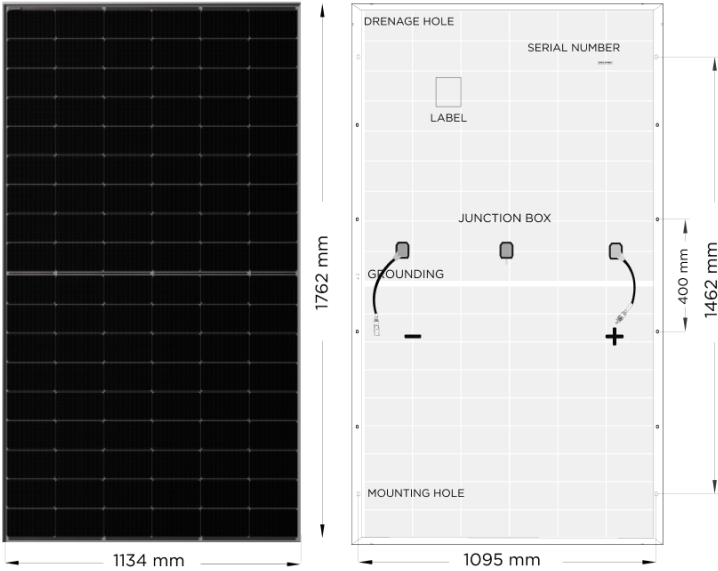 DRENAGE HOLE
SERIAL NUMBER
LABEL
JUNCTION BOX
GROUNDING
400 mm
1462 mm
1762 mm
MOUNTING HOLE
1134 mm
1095 mm